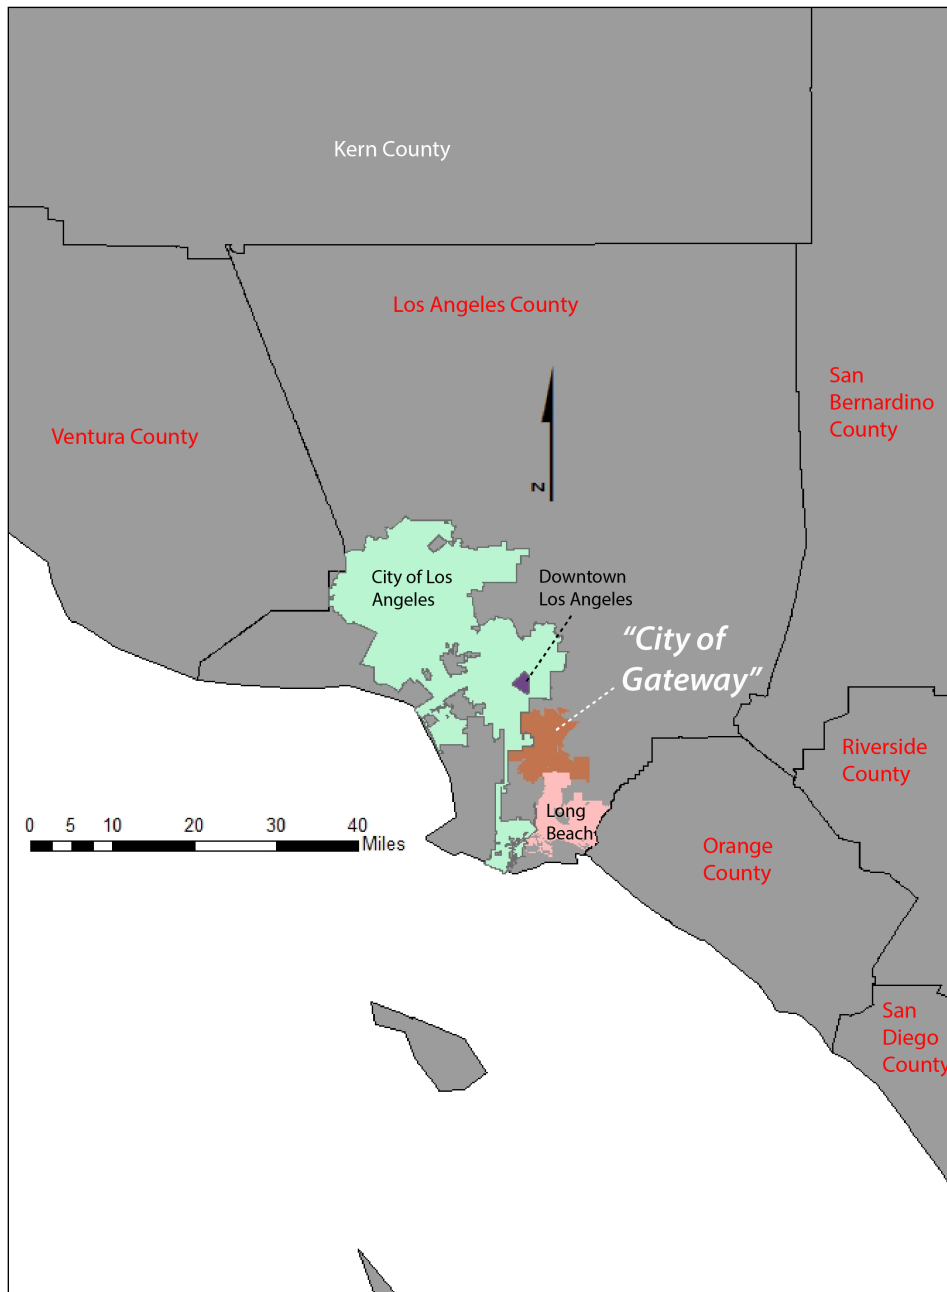 Kern County
Los Angeles County
San
Bernardino
County
Ventura County
N
City of Los
Angeles
Downtown
Los Angeles
“City of
Gateway”
Riverside
County
Long
Beach
0 5 10 20 30 40
Miles
Orange
County
San
Diego
County